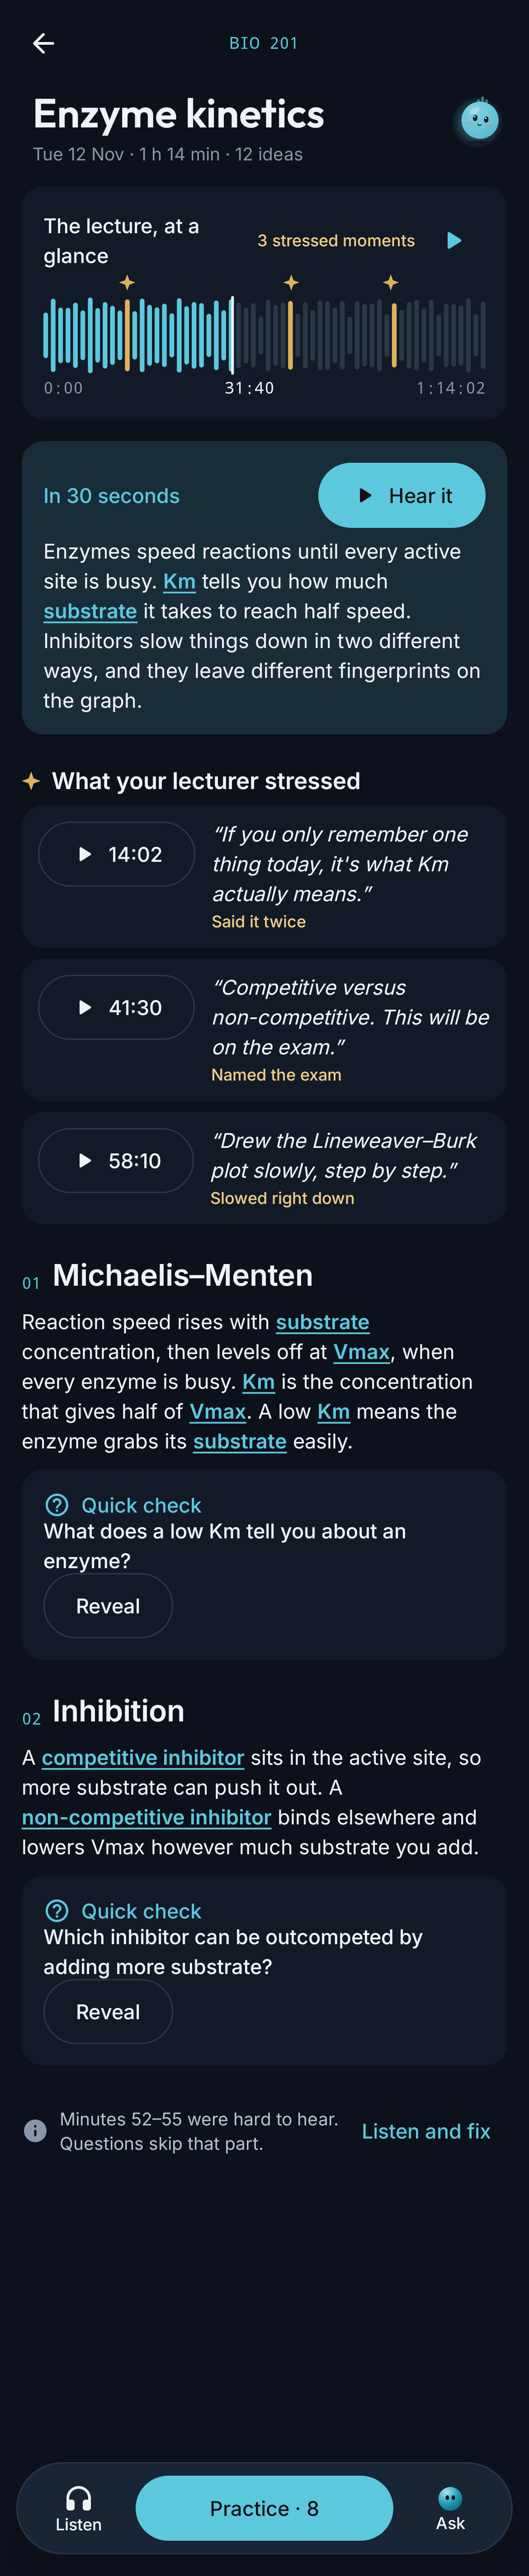 BIO 201
Enzyme kinetics
Tue 12 Nov · 1 h 14 min · 12 ideas
The lecture, at a
glance
3 stressed moments
0:00
31:40
1:14:02
In 30 seconds
Hear it
Enzymes speed reactions until every active
site is busy. Km tells you how much
substrate it takes to reach half speed.
Inhibitors slow things down in two different
ways, and they leave different fingerprints on
the graph.
What your lecturer stressed
14:02
“If you only remember one
thing today, it's what Km
actually means.”
Said it twice
41:30
“Competitive versus
non-competitive. This will be
on the exam.”
Named the exam
58:10
“Drew the Lineweaver–Burk
plot slowly, step by step.”
Slowed right down
01 Michaelis–Menten
Reaction speed rises with substrate
concentration, then levels off at Vmax, when
every enzyme is busy. Km is the concentration
that gives half of Vmax. A low Km means the
enzyme grabs its substrate easily.
Quick check
What does a low Km tell you about an
enzyme?
Reveal
02 Inhibition
A competitive inhibitor sits in the active site, so
more substrate can push it out. A
non-competitive inhibitor binds elsewhere and
lowers Vmax however much substrate you add.
Quick check
Which inhibitor can be outcompeted by
adding more substrate?
Reveal
Minutes 52–55 were hard to hear.
Questions skip that part.
Listen and fix
Listen
Practice · 8
Ask